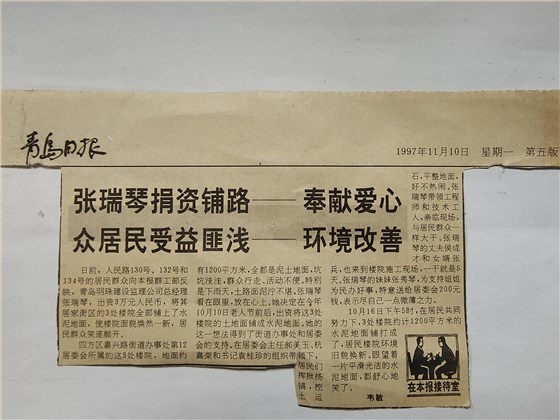 青岛日报
1997年11月10日 星期一 第五版
张瑞琴捐资铺路——奉献爱心
众居民受益匪浅——环境改善
日前,人民路130号、132号和
134号的居民群众向本报群工部反
映,青岛明珠建设监理公司总经理
张瑞琴,出资3万元人民币,将其
居家街区的3处楼院全部铺上了水
泥地面,使楼院面貌焕然一新,居
民群众笑逐颜开。
四方区嘉兴路街道办事处第12
居委会所属的这3处楼院,地面约
有1200平方米,全都是泥土地面,坑
坑洼洼,群众行走、活动不便。特别
是下雨天,土路面泥泞不堪,张瑞琴
看在眼里,放在心上。她决定在今年
10月10日老人节前后,出资将这3处
楼院的土地面铺成水泥地面。她的
这一想法得到了街道办事处和居委
会的支持,在居委会主任郝美玉、杭
嘉荣和书记袁桂珍的组织带领下,
居民们
挥锹扬
镐,挖土
运
石,平整地面,
好不热闹。张
瑞琴带领工程
师和技术工
人,亲临现场,
与居民群众一
样大干。张瑞
琴的丈夫侯成
才和女婿张
兵,也来到楼院施工现场,一干就是5
天。张瑞琴的妹妹张秀琴,为支持姐姐
为民办好事,特意送给居委会200元
钱,表示尽自己一点微薄之力。
10月16日下午5时,在居民共同
努力下,3处楼院约计1200平方米的
水泥地面铺打成
了。居民楼院环境
旧貌换新,眼望着
一片平滑光洁的水
泥地面,都舒心地
笑了。
韦敏
在本报接待室